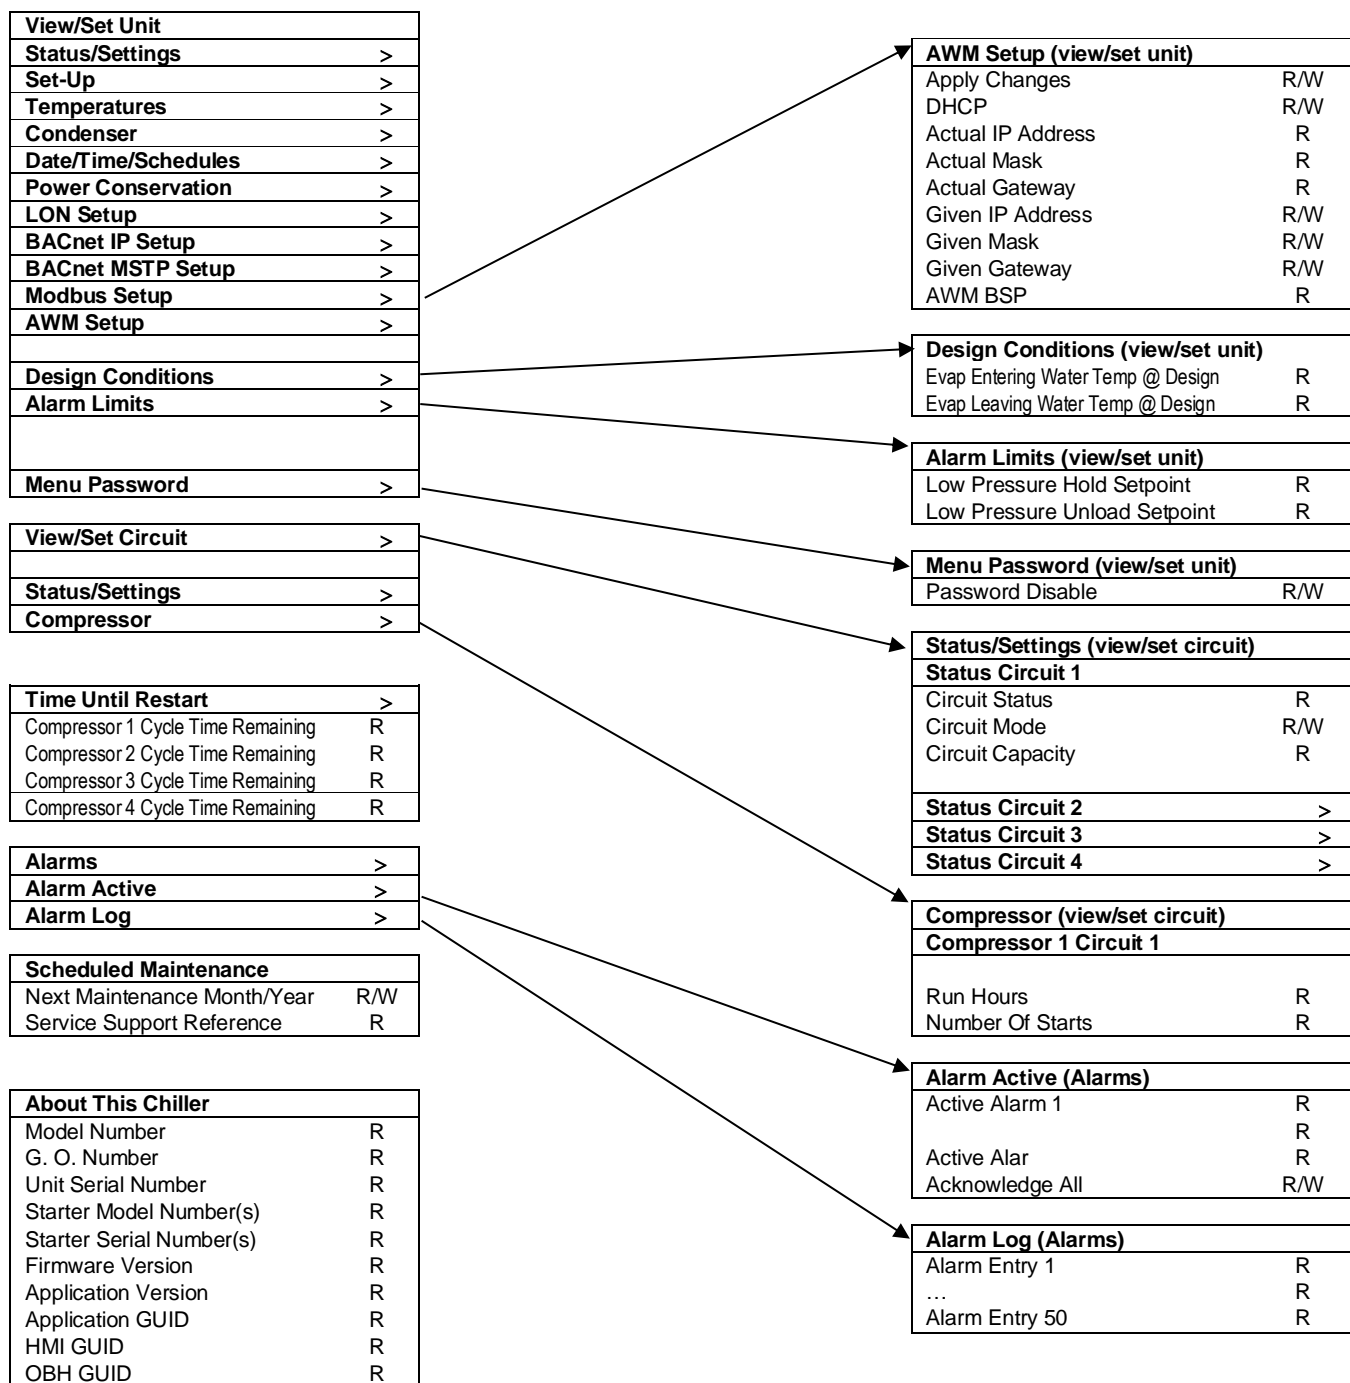 View/Set Unit
Status/Settings >
Set-Up >
Temperatures >
Condenser >
Date/Time/Schedules >
Power Conservation >
LON Setup >
BACnet IP Setup >
BACnet MSTP Setup >
Modbus Setup >
AWM Setup >
Design Conditions >
Alarm Limits >
Menu Password >
View/Set Circuit >
Status/Settings >
Compressor >
Time Until Restart >
Compressor 1 Cycle Time Remaining R
Compressor 2 Cycle Time Remaining R
Compressor 3 Cycle Time Remaining R
Compressor 4 Cycle Time Remaining R
Alarms >
Alarm Active >
Alarm Log >
Scheduled Maintenance
Next Maintenance Month/Year R/W
Service Support Reference R
About This Chiller
Model Number R
G. O. Number R
Unit Serial Number R
Starter Model Number(s) R
Starter Serial Number(s) R
Firmware Version R
Application Version R
Application GUID R
HMI GUID R
OBH GUID R
AWM Setup (view/set unit)
Apply Changes R/W
DHCP R/W
Actual IP Address R
Actual Mask R
Actual Gateway R
Given IP Address R/W
Given Mask R/W
Given Gateway R/W
AWM BSP R
Design Conditions (view/set unit)
Evap Entering Water Temp @ Design R
Evap Leaving Water Temp @ Design R
Alarm Limits (view/set unit)
Low Pressure Hold Setpoint R
Low Pressure Unload Setpoint R
Menu Password (view/set unit)
Password Disable R/W
Status/Settings (view/set circuit)
Status Circuit 1
Circuit Status R
Circuit Mode R/W
Circuit Capacity R
Status Circuit 2 >
Status Circuit 3 >
Status Circuit 4 >
Compressor (view/set circuit)
Compressor 1 Circuit 1
Run Hours R
Number Of Starts R
Alarm Active (Alarms)
Active Alarm 1 R
R
Active Alar R
Acknowledge All R/W
Alarm Log (Alarms)
Alarm Entry 1 R
… R
Alarm Entry 50 R